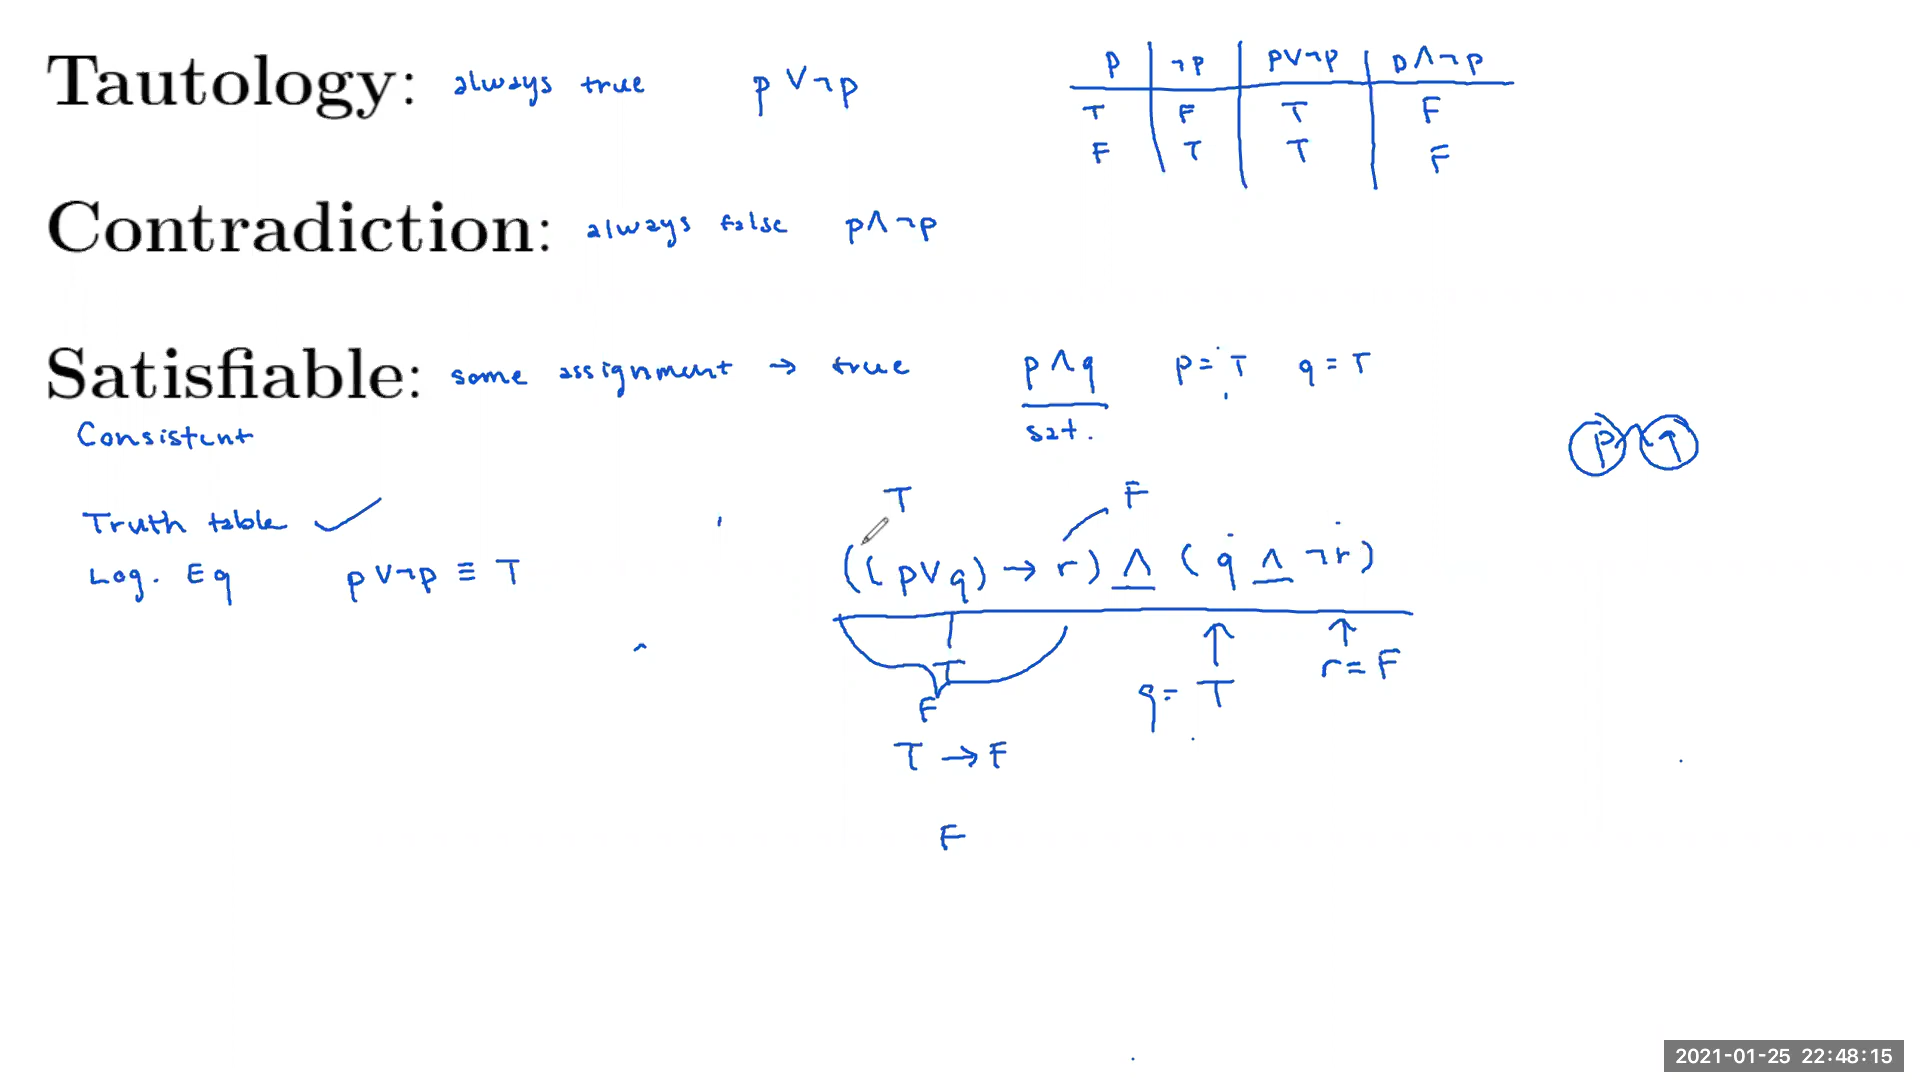 Tautology: always true p ∨ ¬p
p ¬p p∨¬p p∧¬p
T F T F
F T T F
Contradiction: always false p∧¬p
Satisfiable: some assignment → true p∧q p= T q = T
Consistent sat.
p∧
T F
Truth table ✓
((p∨q) → r) ∧ (q ∧ ¬r)
Log. Eq p∨¬p ≡ T
T r= F
F q= T
T → F
F
2021-01-25 22:48:15